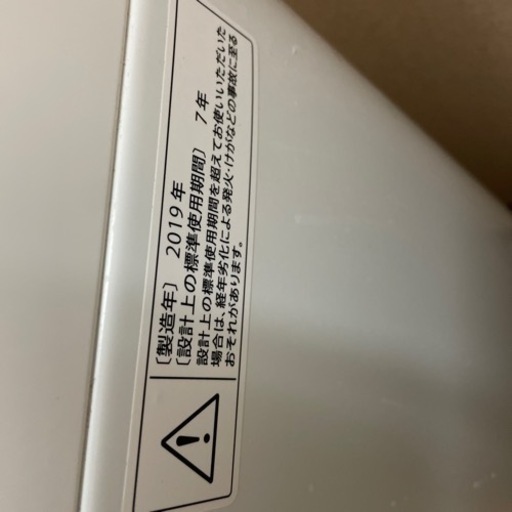 〔製造年〕 2019年
〔設計上の標準使用期間〕 7年
設計上の標準使用期間を超えてお使いいただいた
場合は、経年劣化による発火・けがなどの事故に至る
おそれがあります。